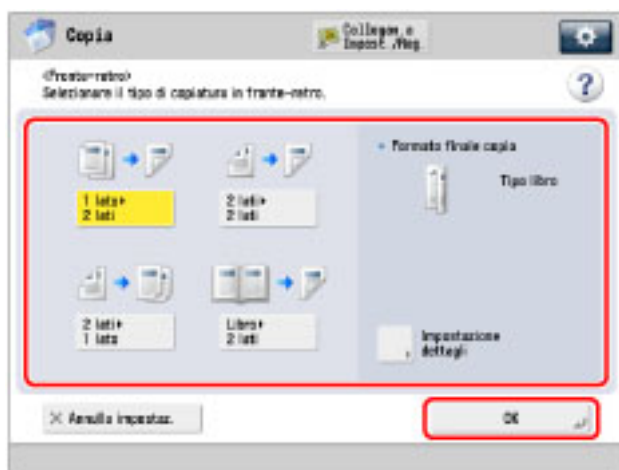 Copia
Collegam. a
Impost./Reg.
<Fronte-retro>
Selezionare il tipo di copiatura in fronte-retro.
?
1 lato▶
2 lati
2 lati▶
2 lati
2 lati▶
1 lato
Libro▶
2 lati
Formato finale copia
Tipo libro
Impostazione
dettagli
× Annulla impostaz.
OK